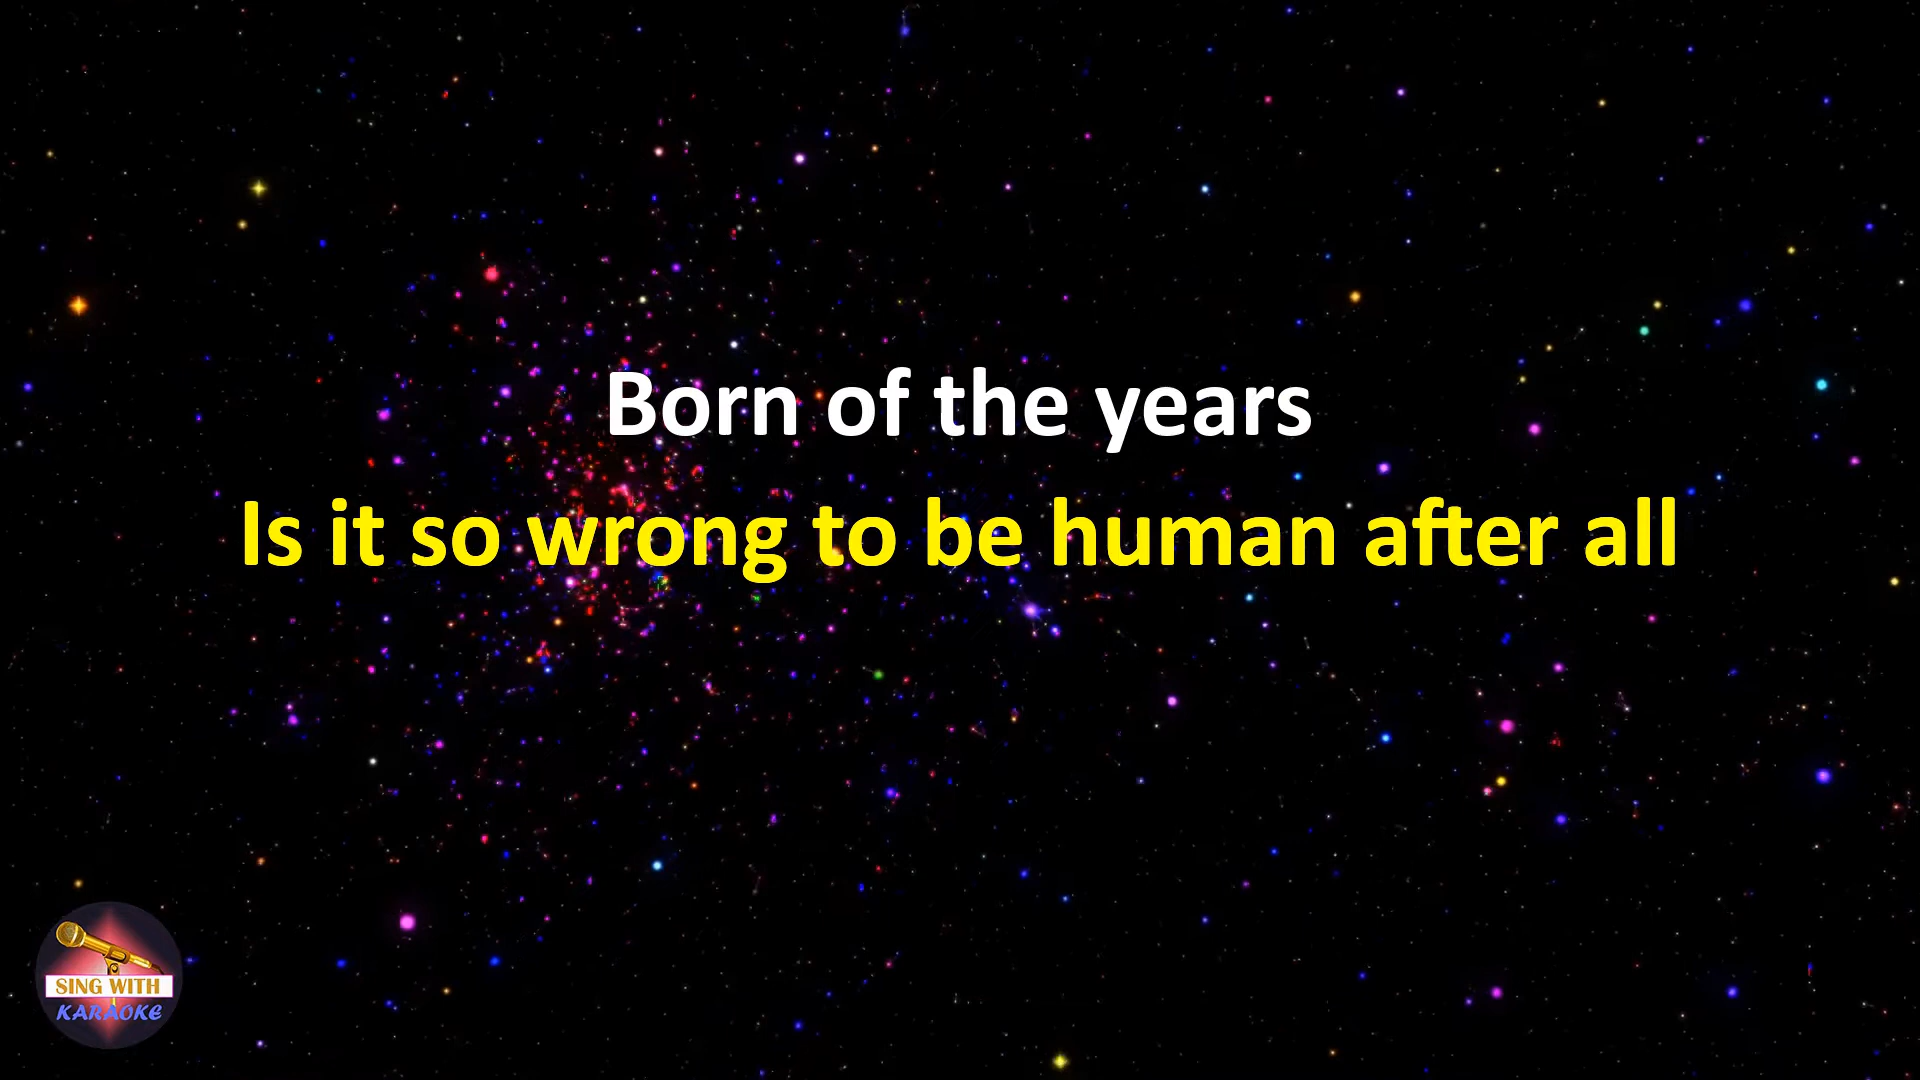 Born of the years
Is it so wrong to be human after all
SING WITH
KARAOKE